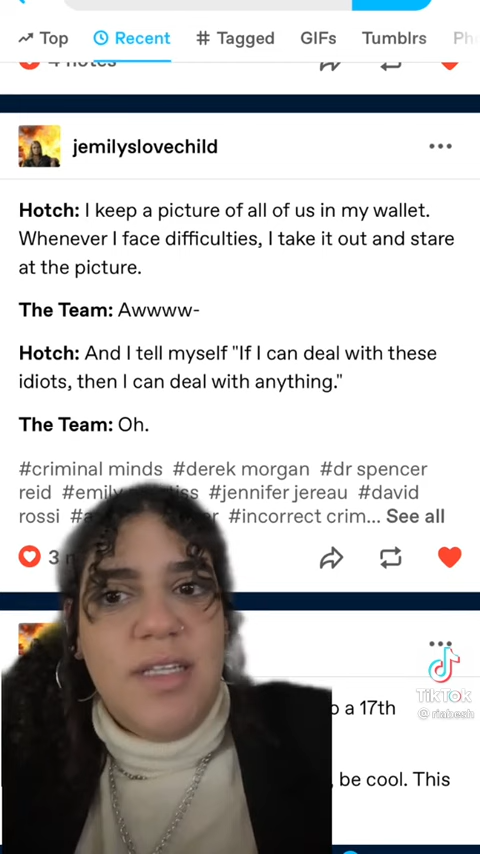 Top
Recent
# Tagged
GIFs
Tumblrs
4 notes
jemilyslovechild
Hotch: I keep a picture of all of us in my wallet.
Whenever I face difficulties, I take it out and stare
at the picture.
The Team: Awwww-
Hotch: And I tell myself "If I can deal with these
idiots, then I can deal with anything."
The Team: Oh.
#criminal minds #derek morgan #dr spencer
reid #jennifer jereau #david
rossi #incorrect crim... See all
3
TikTok
@riabesh
a 17th
be cool. This